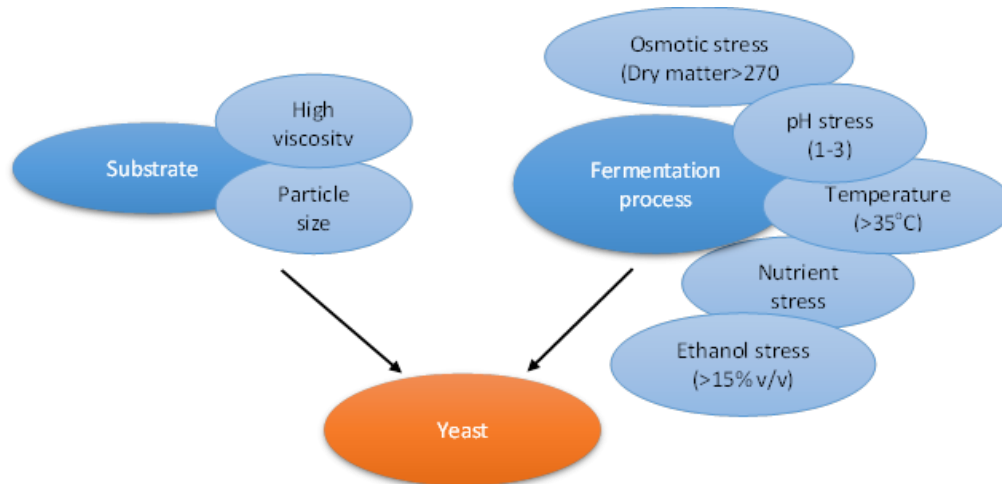 Substrate
High
viscosity
Particle
size
Osmotic stress
(Dry matter>270
Fermentation
process
pH stress
(1-3)
Temperature
(>35°C)
Nutrient
stress
Ethanol stress
(>15% v/v)
Yeast